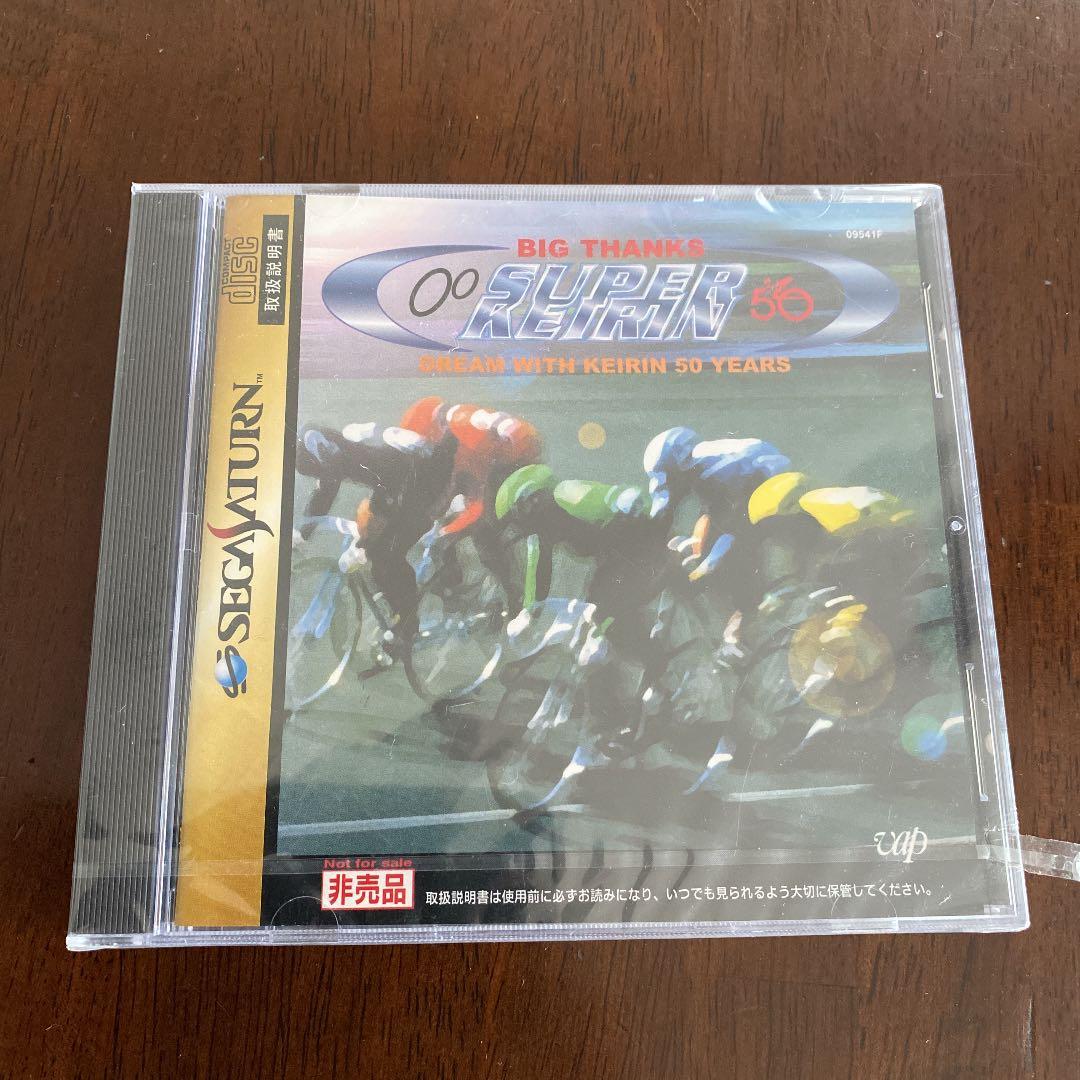 COMPACT
disc
取扱説明書
SEGA SATURN™
09541F
BIG THANKS
SUPER
KEIRIN
50
DREAM WITH KEIRIN 50 YEARS
vap
Not for sale
非売品
取扱説明書は使用前に必ずお読みになり、いつでも見られるよう大切に保管してください。